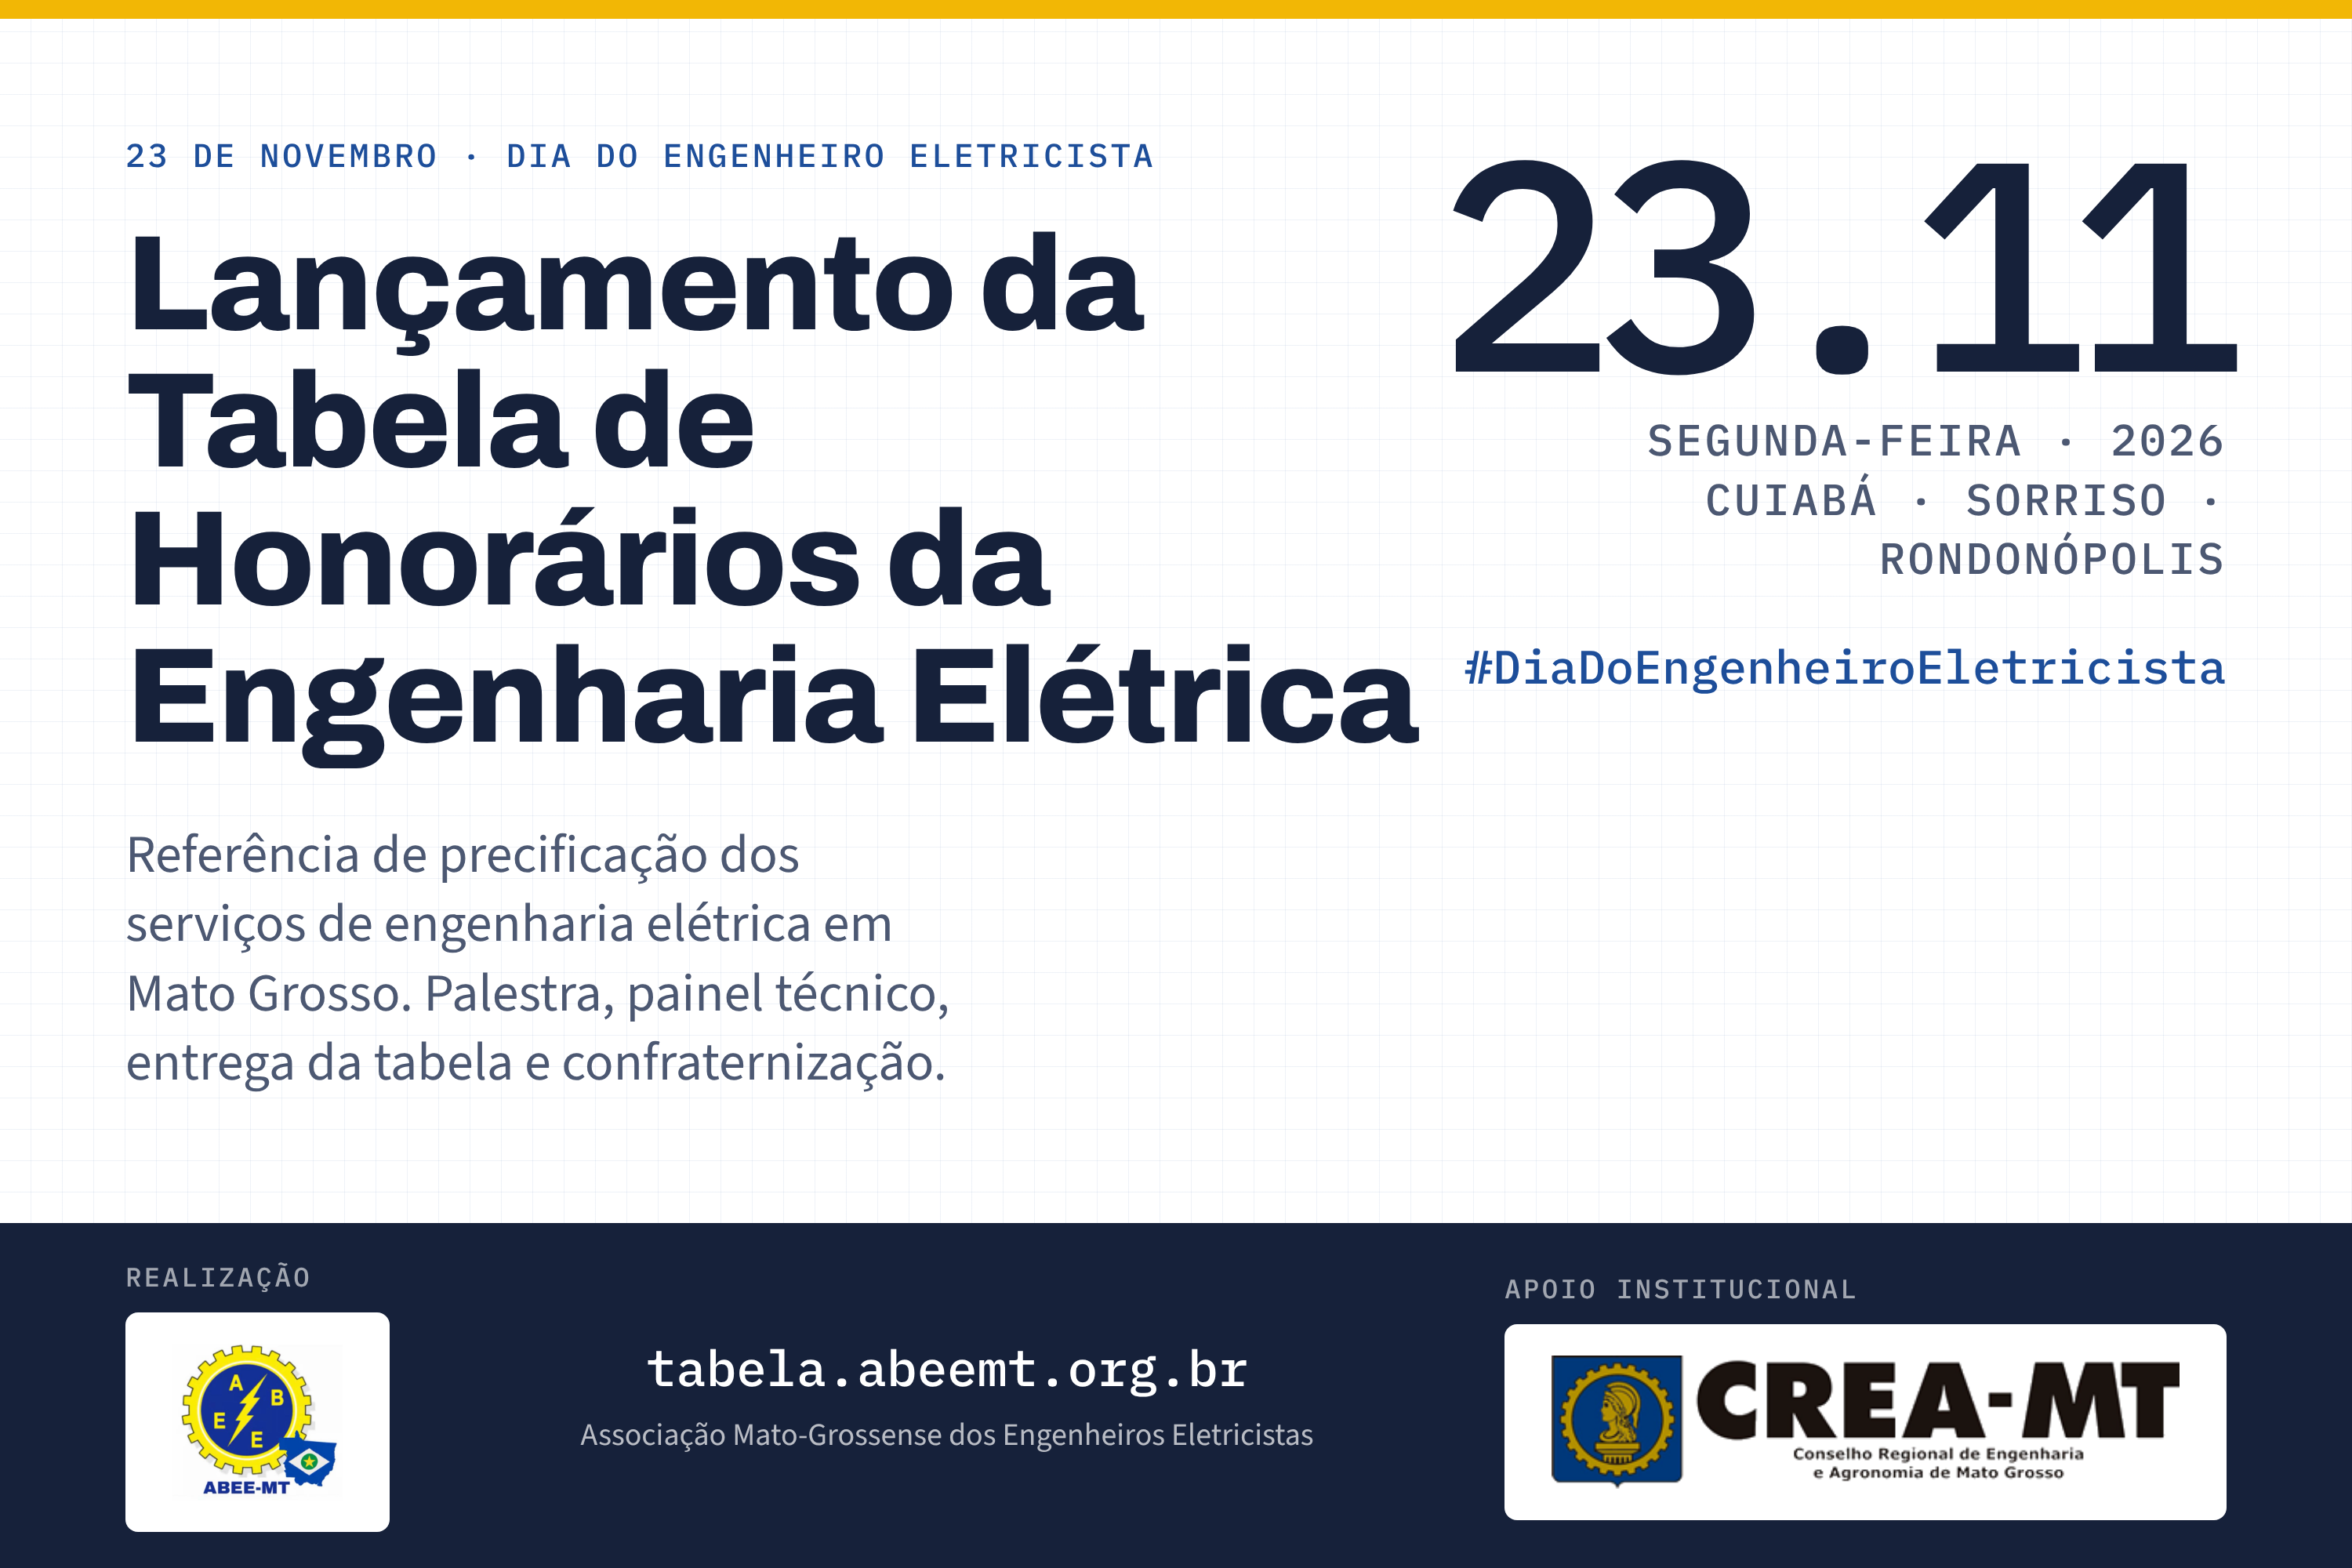 23 DE NOVEMBRO · DIA DO ENGENHEIRO ELETRICISTA
Lançamento da
Tabela de
Honorários da
Engenharia Elétrica
Referência de precificação dos
serviços de engenharia elétrica em
Mato Grosso. Palestra, painel técnico,
entrega da tabela e confraternização.
23.11
SEGUNDA-FEIRA · 2026
CUIABÁ · SORRISO ·
RONDONÓPOLIS
#DiaDoEngenheiroEletricista
REALIZAÇÃO
A B E E
ABEE-MT
tabela.abeemt.org.br
Associação Mato-Grossense dos Engenheiros Eletricistas
APOIO INSTITUCIONAL
CREA-MT
Conselho Regional de Engenharia
e Agronomia de Mato Grosso